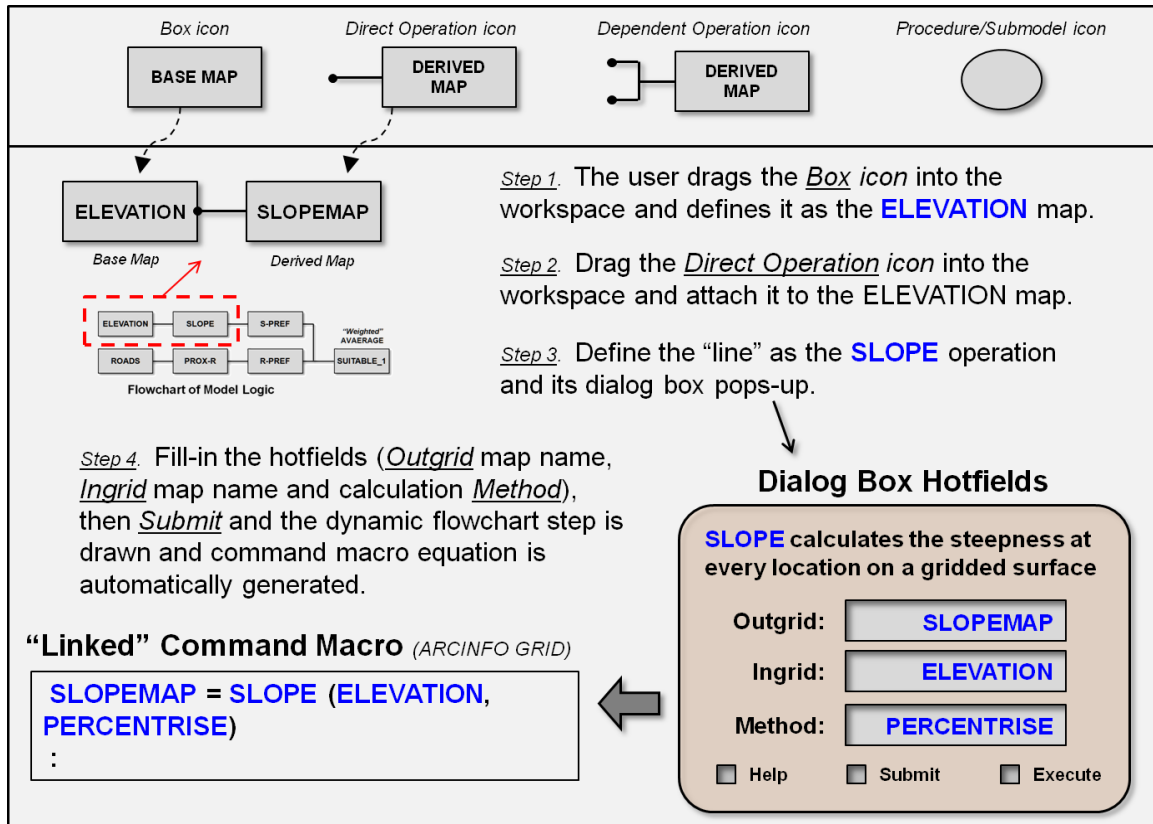 Box icon
Direct Operation icon
Dependent Operation icon
Procedure/Submodel icon
BASE MAP
DERIVED
MAP
DERIVED
MAP
ELEVATION
SLOPEMAP
Base Map
Derived Map
ELEVATION
SLOPE
S-PREF
"Weighted"
AVAERAGE
ROADS
PROX-R
R-PREF
SUITABLE_1
Flowchart of Model Logic
Step 1. The user drags the Box icon into the
workspace and defines it as the ELEVATION map.
Step 2. Drag the Direct Operation icon into the
workspace and attach it to the ELEVATION map.
Step 3. Define the “line” as the SLOPE operation
and its dialog box pops-up.
Step 4. Fill-in the hotfields (Outgrid map name,
Ingrid map name and calculation Method),
then Submit and the dynamic flowchart step is
drawn and command macro equation is
automatically generated.
Dialog Box Hotfields
SLOPE calculates the steepness at
every location on a gridded surface
Outgrid: SLOPEMAP
Ingrid: ELEVATION
Method: PERCENTRISE
Help Submit Execute
“Linked” Command Macro (ARCINFO GRID)
SLOPEMAP = SLOPE (ELEVATION,
PERCENTRISE)
: